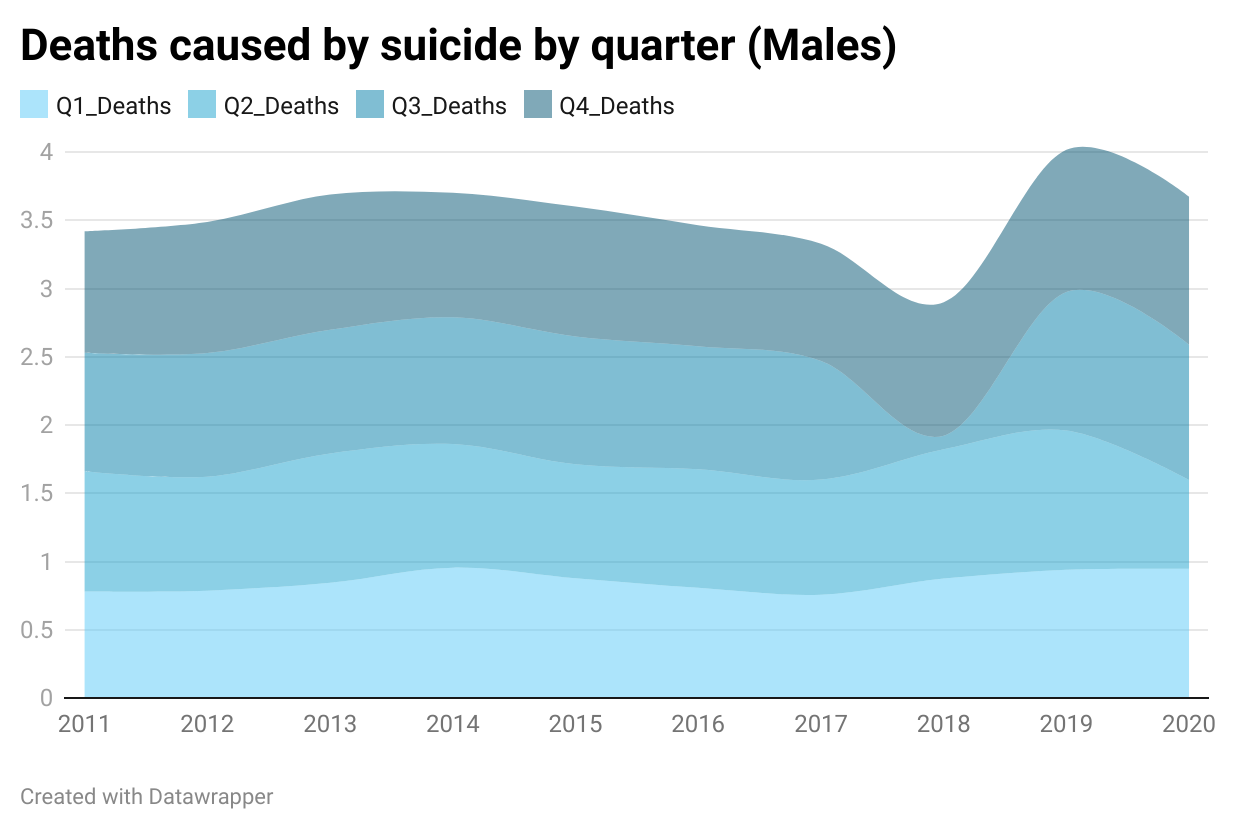 Deaths caused by suicide by quarter (Males)
Q1_Deaths Q2_Deaths Q3_Deaths Q4_Deaths
4
3.5
3
2.5
2
1.5
1
0.5
0
2011 2012 2013 2014 2015 2016 2017 2018 2019 2020
Created with Datawrapper